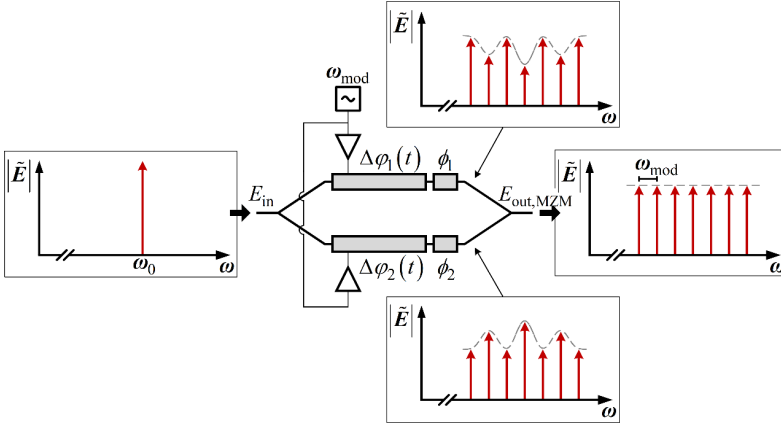 |Ẽ|
ω
ω₀
ω_mod
~
Δφ₁(t)
ϕ₁
E_in
E_out,MZM
Δφ₂(t)
ϕ₂
|Ẽ|
ω
|Ẽ|
ω_mod
ω
|Ẽ|
ω